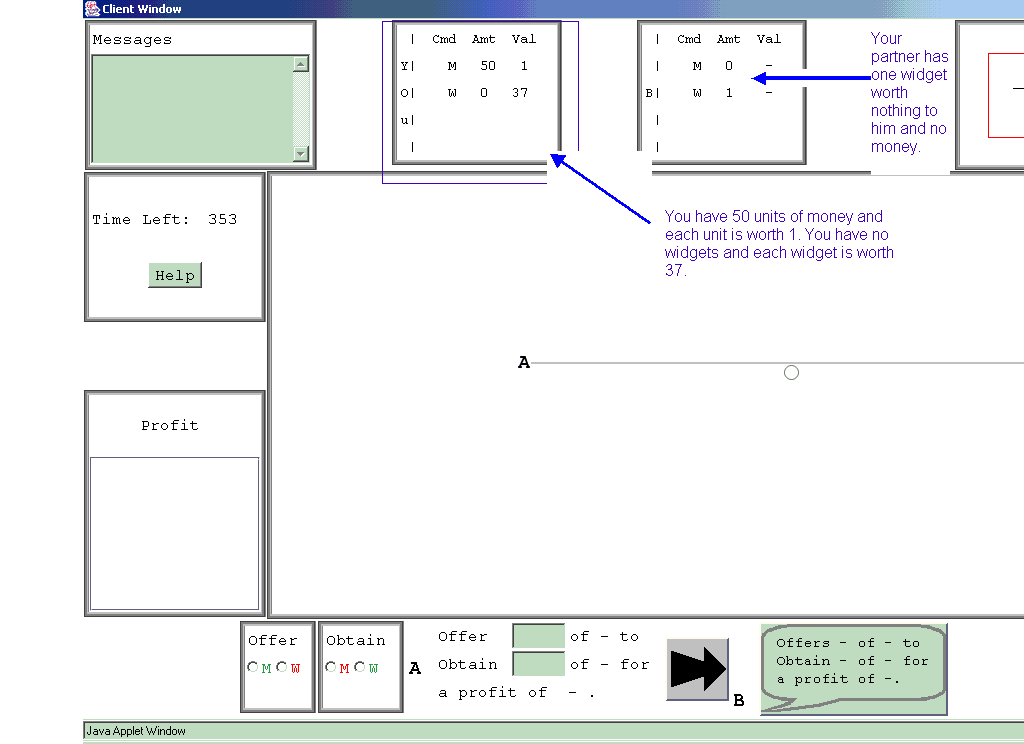 Client Window
Messages
| Cmd Amt Val
Y| M 50 1
O| W 0 37
u|
|
| Cmd Amt Val
| M 0 -
B| W 1 -
|
|
Your
partner has
one widget
worth
nothing to
him and no
money.
You have 50 units of money and
each unit is worth 1. You have no
widgets and each widget is worth
37.
Time Left: 353
Help
A
Profit
Offer
M W
Obtain
M W
A
Offer of - to
Obtain of - for
a profit of - .
B
Offers - of - to
Obtain - of - for
a profit of -.
Java Applet Window